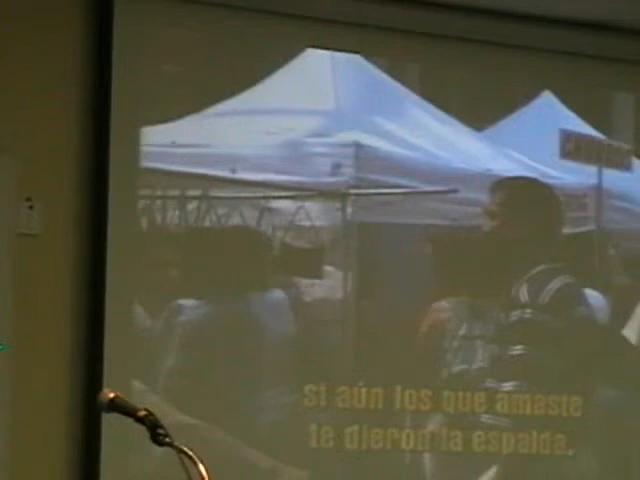 si aún los que amaste
te dieron la espalda.